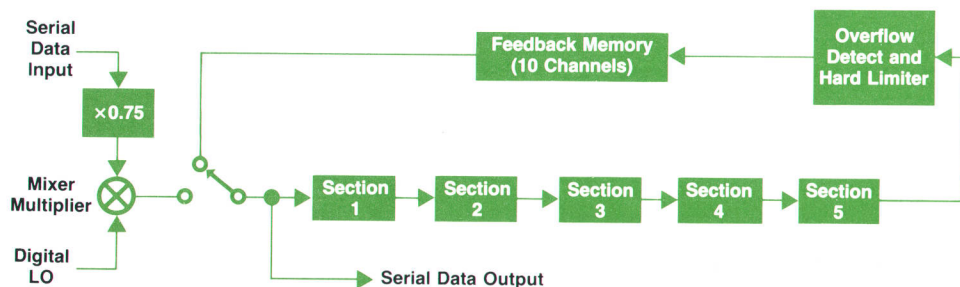 Serial
Data
Input
×0.75
Mixer
Multiplier
Digital
LO
Feedback Memory
(10 Channels)
Overflow
Detect and
Hard Limiter
Section
1
Section
2
Section
3
Section
4
Section
5
Serial Data Output